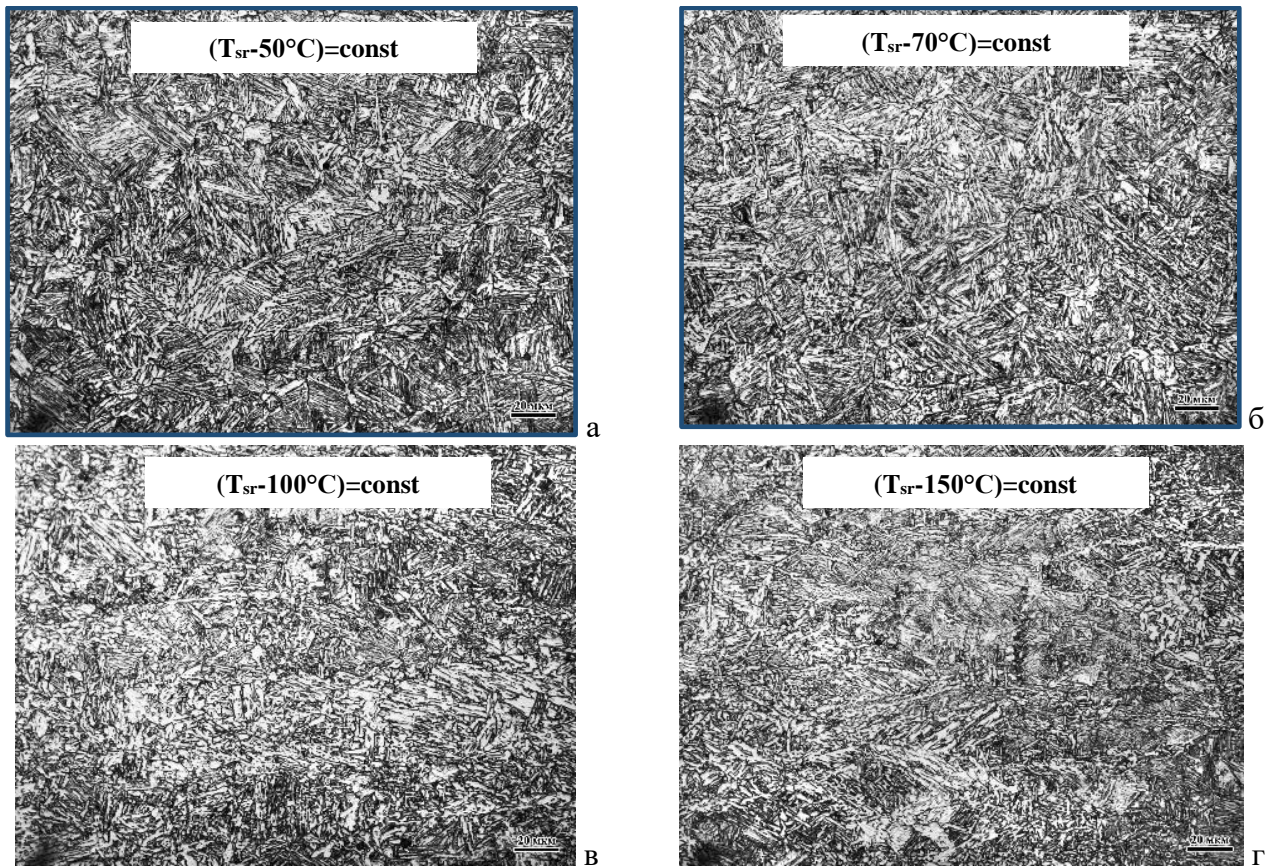 (Tsr-50°C)=const
(Tsr-70°C)=const
20 мкм
а
20 мкм
б
(Tsr-100°C)=const
(Tsr-150°C)=const
20 мкм
в
20 мкм
г